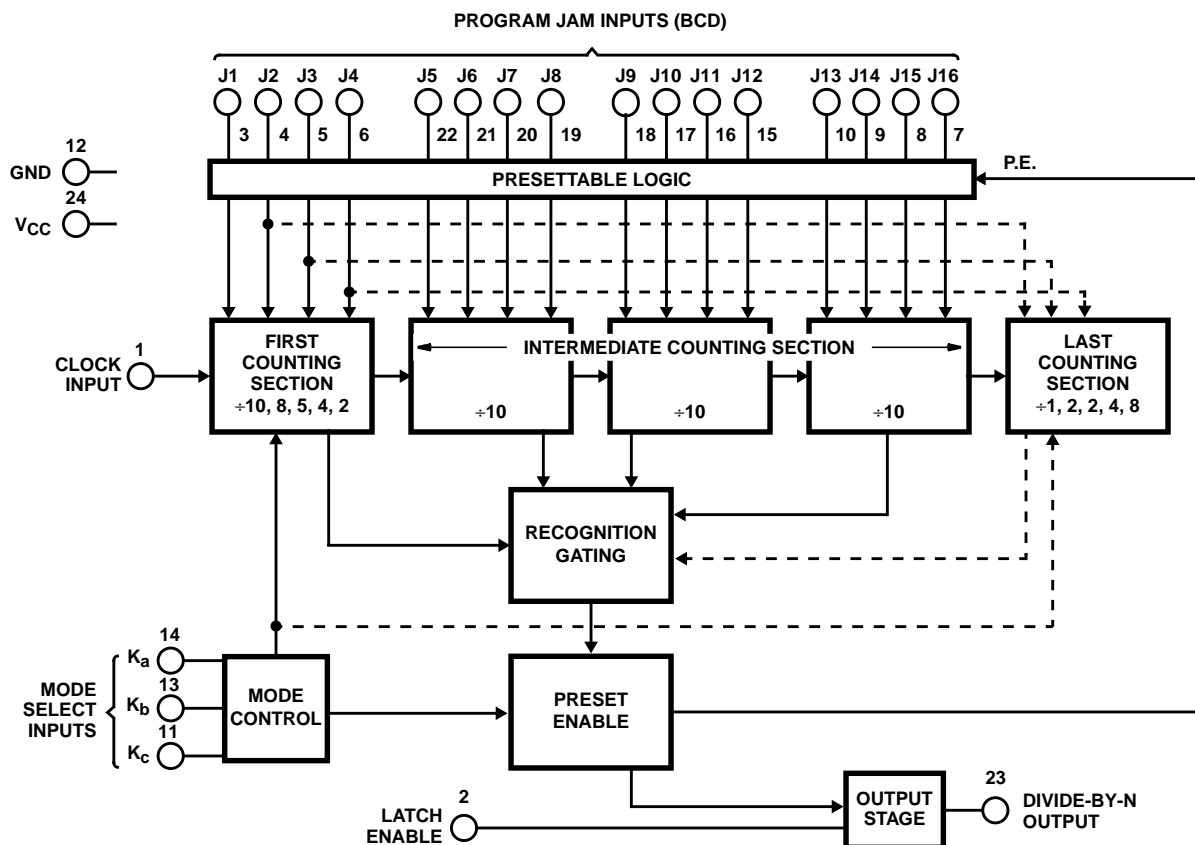 PROGRAM JAM INPUTS (BCD)
J1 J2 J3 J4 J5 J6 J7 J8 J9 J10 J11 J12 J13 J14 J15 J16
3 4 5 6 22 21 20 19 18 17 16 15 10 9 8 7
12
GND
24
VCC
PRESETTABLE LOGIC
P.E.
1
CLOCK
INPUT
FIRST
COUNTING
SECTION
÷10, 8, 5, 4, 2
INTERMEDIATE COUNTING SECTION
÷10
÷10
÷10
LAST
COUNTING
SECTION
÷1, 2, 2, 4, 8
RECOGNITION
GATING
MODE
SELECT
INPUTS
14
Ka
13
Kb
11
Kc
MODE
CONTROL
PRESET
ENABLE
2
LATCH
ENABLE
OUTPUT
STAGE
23
DIVIDE-BY-N
OUTPUT